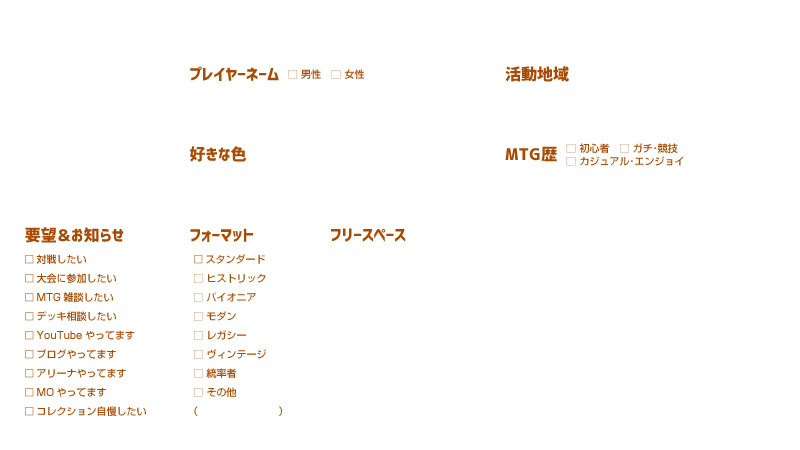 プレイヤーネーム □ 男性 □ 女性
活動地域
好きな色
MTG歴 □ 初心者 □ ガチ・競技
□ カジュアル・エンジョイ
要望&お知らせ
□ 対戦したい
□ 大会に参加したい
□ MTG 雑談したい
□ デッキ相談したい
□ YouTube やってます
□ ブログやってます
□ アリーナやってます
□ MO やってます
□ コレクション自慢したい
フォーマット
□ スタンダード
□ ヒストリック
□ パイオニア
□ モダン
□ レガシー
□ ヴィンテージ
□ 統率者
□ その他
( )
フリースペース